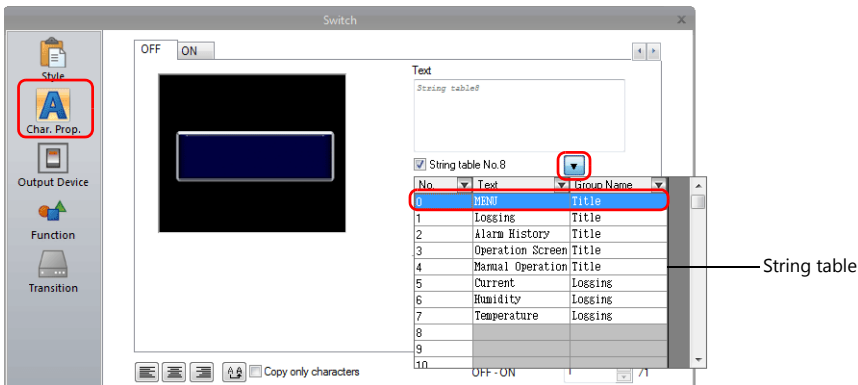 Switch
Style
Char. Prop.
Output Device
Function
Transition
OFF ON
Text
String table8
String table No.8
No. Text Group Name
0 MENU Title
1 Logging Title
2 Alarm History Title
3 Operation Screen Title
4 Manual Operation Title
5 Current Logging
6 Humidity Logging
7 Temperature Logging
8
9
10
String table
Copy only characters
OFF - ON /1